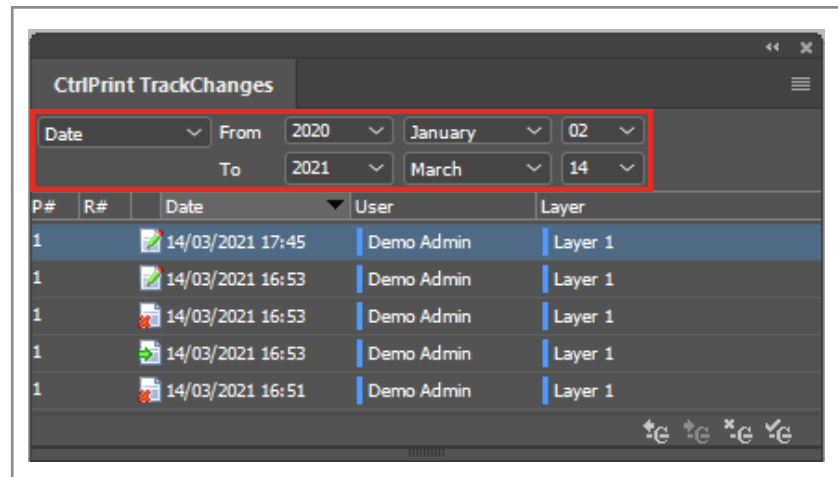 CtrlPrint TrackChanges
Date From 2020 January 02
To 2021 March 14
P# R# Date User Layer
1 14/03/2021 17:45 Demo Admin Layer 1
1 14/03/2021 16:53 Demo Admin Layer 1
1 14/03/2021 16:53 Demo Admin Layer 1
1 14/03/2021 16:53 Demo Admin Layer 1
1 14/03/2021 16:51 Demo Admin Layer 1